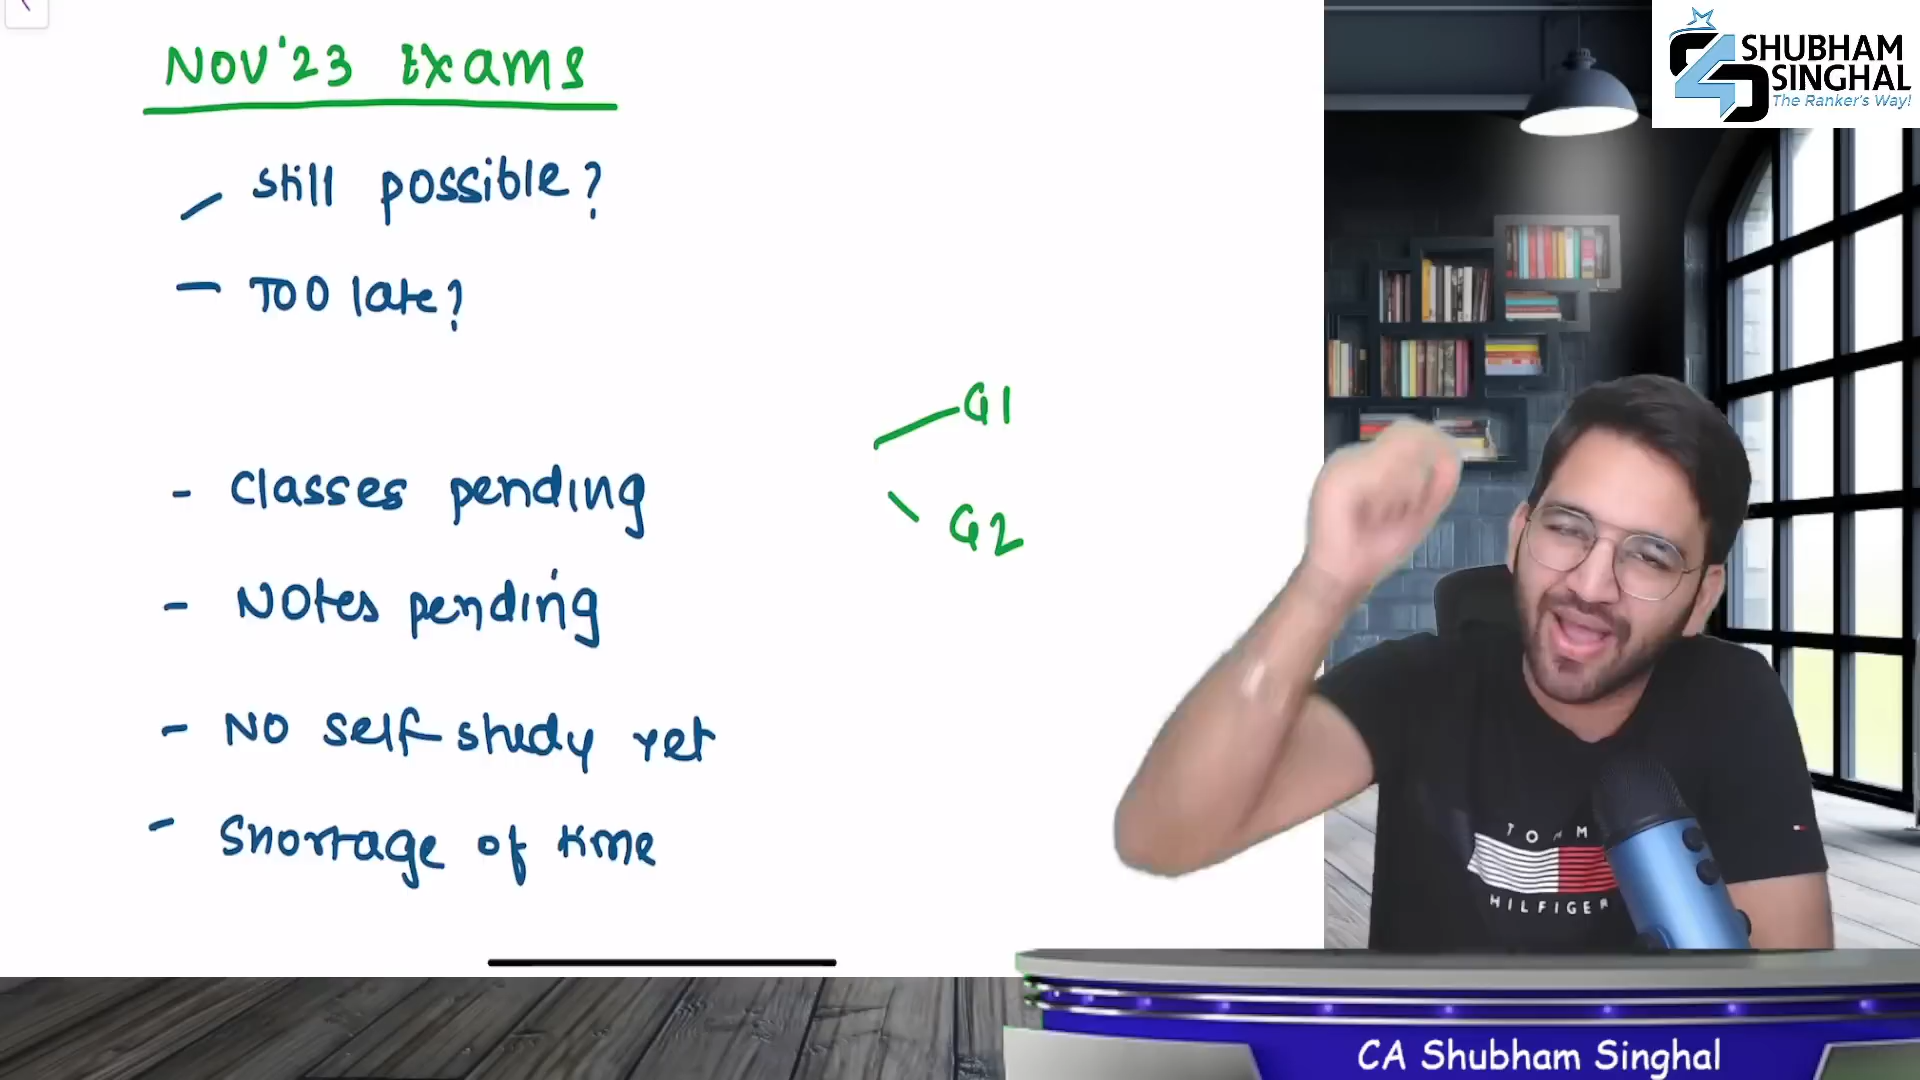 NOV'23 Exams
- Still possible?
- Too late?
G1
- Classes pending
G2
- Notes pending
- No self study yet
- Shortage of time
SHUBHAM
SINGHAL
The Ranker's Way!
TOMM
HILFIGER
CA Shubham Singhal